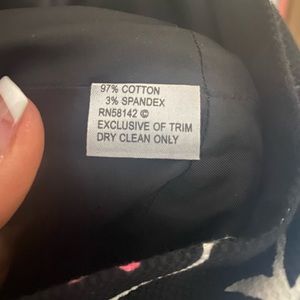 97% COTTON
3% SPANDEX
RN58142 ©
EXCLUSIVE OF TRIM
DRY CLEAN ONLY